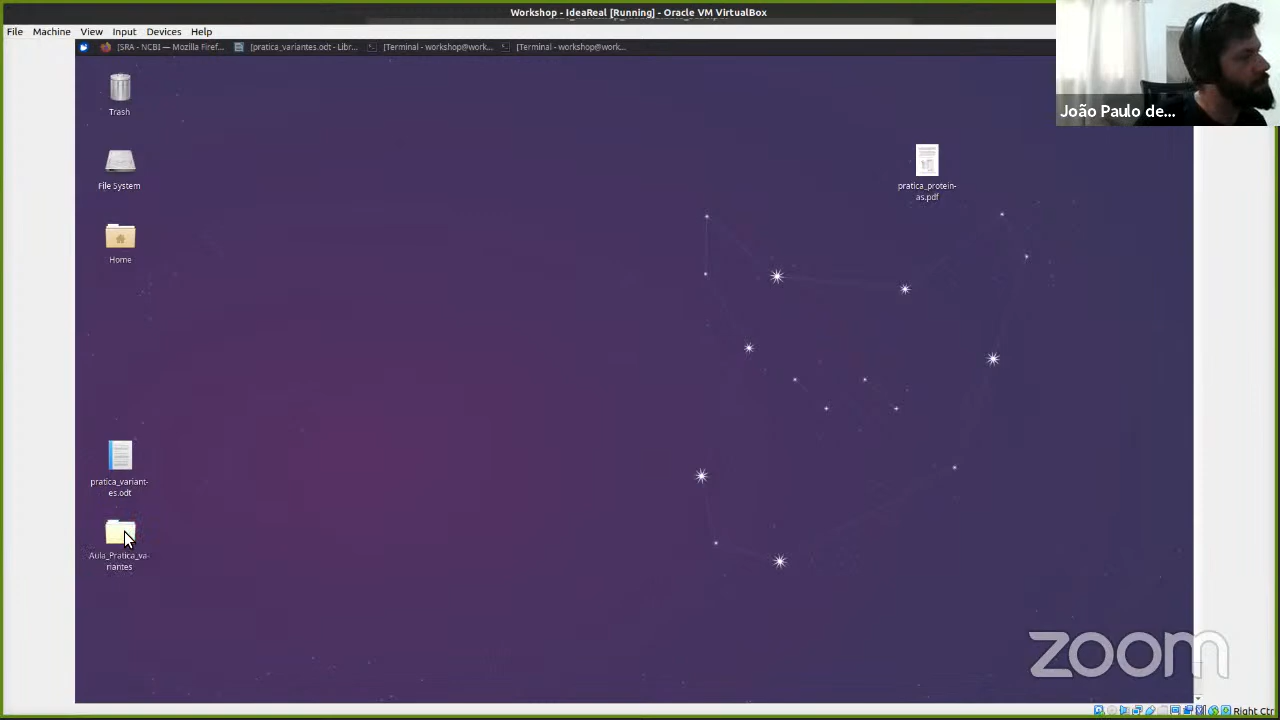 Workshop - IdeaReal [Running] - Oracle VM VirtualBox
File Machine View Input Devices Help
[SRA - NCBI — Mozilla Firef... [pratica_variantes.odt - Libr... [Terminal - workshop@work... [Terminal - workshop@work...
João Paulo de...
Trash
File System
pratica_protein-
as.pdf
Home
pratica_variant-
es.odt
Aula_Pratica_va-
riantes
zoom
Right Ctr